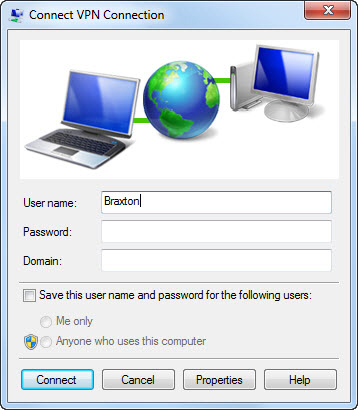 Connect VPN Connection
User name: Braxton
Password:
Domain:
Save this user name and password for the following users:
Me only
Anyone who uses this computer
Connect Cancel Properties Help